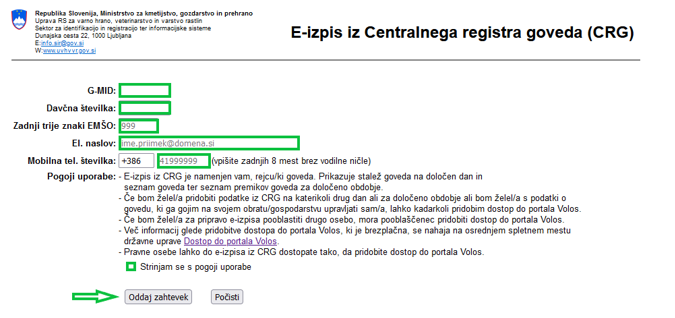 Republika Slovenija, Ministrstvo za kmetijstvo, gozdarstvo in prehrano
Uprava RS za varno hrano, veterinarstvo in varstvo rastlin
Sektor za identifikacijo in registracijo ter informacijske sisteme
Dunajska cesta 22, 1000 Ljubljana
E:info.sir@gov.si
W:www.uvhvvr.gov.si
E-izpis iz Centralnega registra goveda (CRG)
G-MID:
Davčna številka:
Zadnji trije znaki EMŠO: 999
El. naslov: ime.priimek@domena.si
Mobilna tel. številka: +386 41999999 (vpišite zadnjih 8 mest brez vodilne ničle)
Pogoji uporabe: - E-izpis iz CRG je namenjen vam, rejcu/ki goveda. Prikazuje stalež goveda na določen dan in
seznam goveda ter seznam premikov goveda za določeno obdobje.
- Če bom želel/a pridobiti podatke iz CRG na katerikoli drug dan ali za določeno obdobje ali bom želel/a s podatki o
govedu, ki ga gojim na svojem obratu/gospodarstvu upravljati sam/a, lahko kadarkoli pridobim dostop do portala Volos.
- Če bom želel/a za pripravo e-izpisa pooblastiti drugo osebo, mora pooblaščenec pridobiti dostop do portala Volos.
- Več informacij glede pridobitve dostopa do portala Volos, ki je brezplačna, se nahaja na osrednjem spletnem mestu
državne uprave Dostop do portala Volos.
- Pravne osebe lahko do e-izpisa iz CRG dostopate tako, da pridobite dostop do portala Volos.
Strinjam se s pogoji uporabe
Oddaj zahtevek Počisti